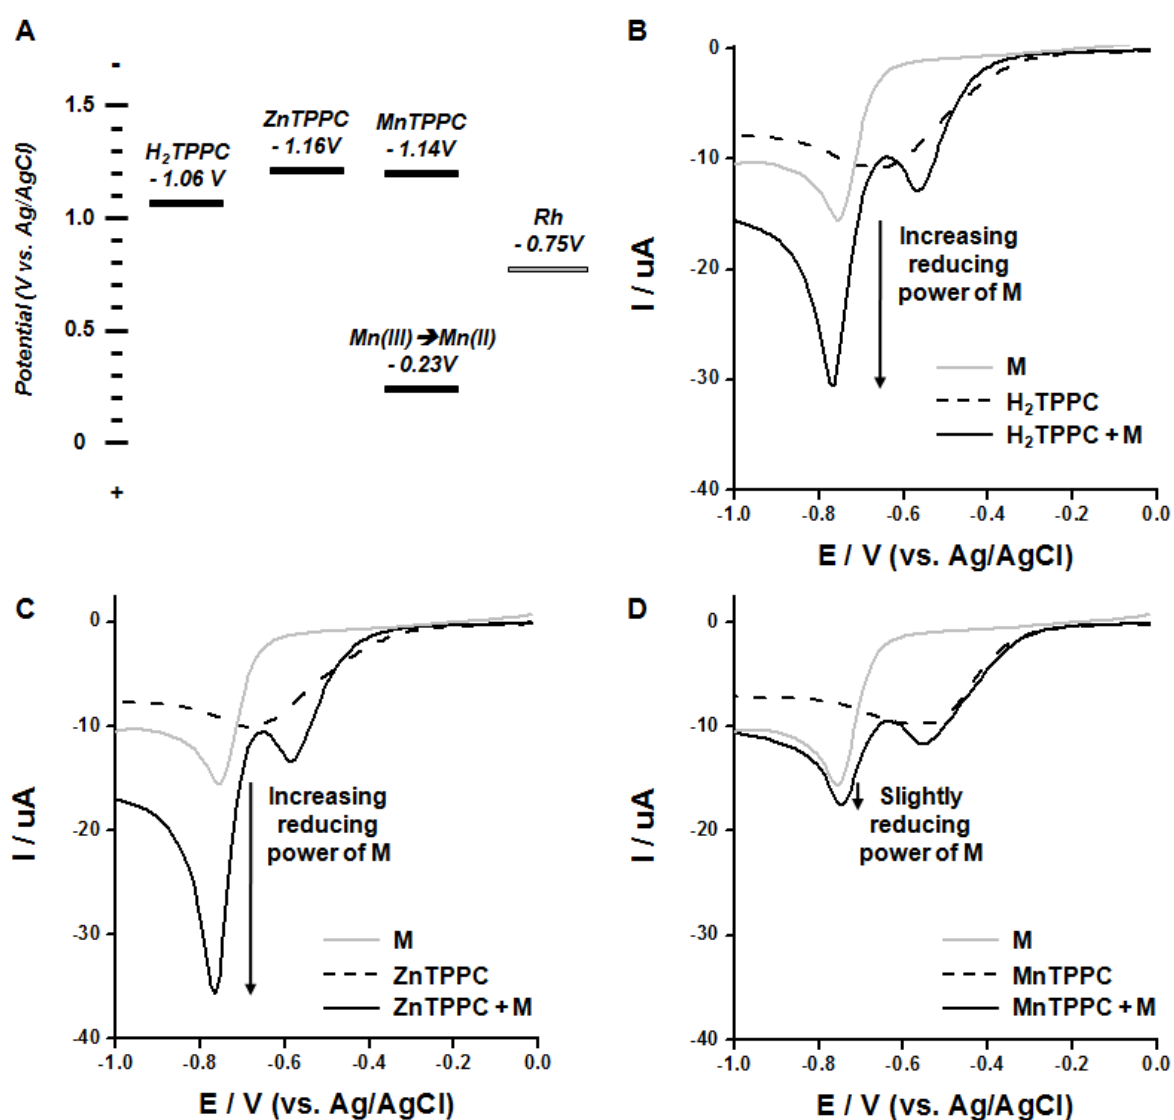 A
Potential (V vs. Ag/AgCl)
1.5
1.0
0.5
0
+
H₂TPPC
- 1.06 V
ZnTPPC
- 1.16V
MnTPPC
- 1.14V
Rh
- 0.75V
Mn(III)➔Mn(II)
- 0.23V
B
I / uA
0
-10
-20
-30
-40
Increasing
reducing
power of M
M
H₂TPPC
H₂TPPC + M
-1.0 -0.8 -0.6 -0.4 -0.2 0.0
E / V (vs. Ag/AgCl)
C
I / uA
0
-10
-20
-30
-40
Increasing
reducing
power of M
M
ZnTPPC
ZnTPPC + M
-1.0 -0.8 -0.6 -0.4 -0.2 0.0
E / V (vs. Ag/AgCl)
D
I / uA
0
-10
-20
-30
-40
Slightly
reducing
power of M
M
MnTPPC
MnTPPC + M
-1.0 -0.8 -0.6 -0.4 -0.2 0.0
E / V (vs. Ag/AgCl)